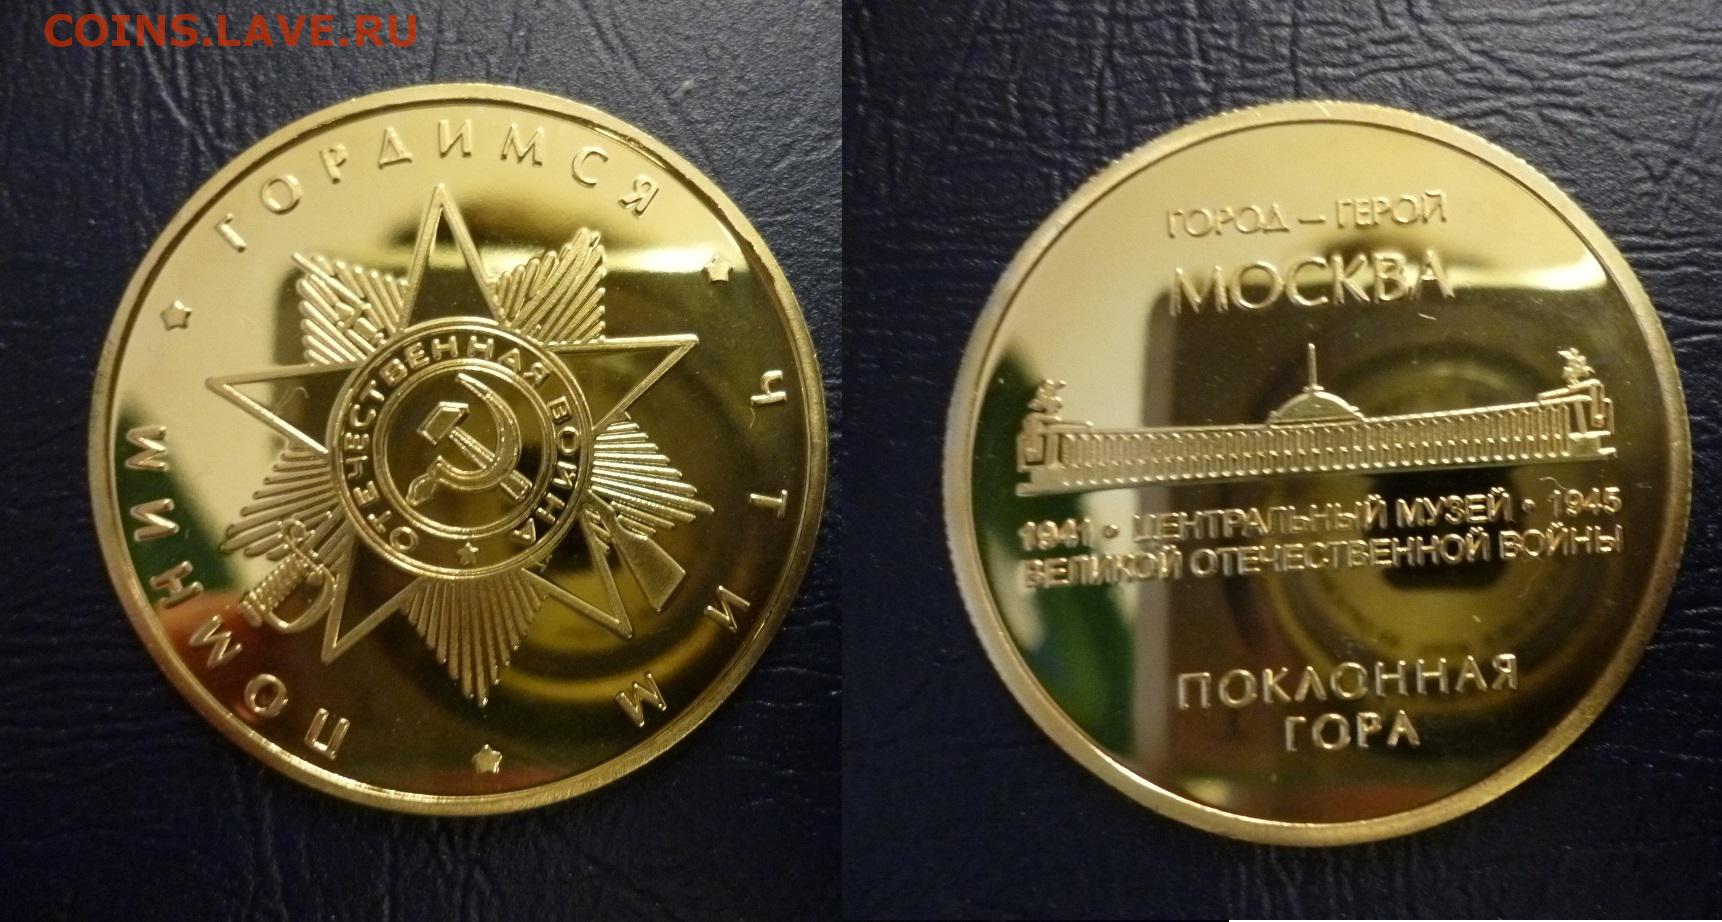 COINS.LAVE.RU
ПОМНИМ ★ ГОРДИМСЯ ★ ЧТИМ ★
ОТЕЧЕСТВЕННАЯ ВОЙНА ★
ГОРОД – ГЕРОЙ
МОСКВА
1941 • ЦЕНТРАЛЬНЫЙ МУЗЕЙ • 1945
ВЕЛИКОЙ ОТЕЧЕСТВЕННОЙ ВОЙНЫ
ПОКЛОННАЯ
ГОРА